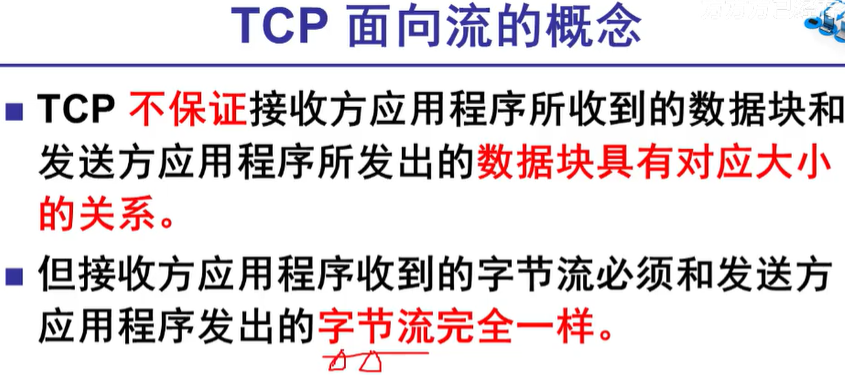 TCP 面向流的概念
TCP 不保证接收方应用程序所收到的数据块和
发送方应用程序所发出的数据块具有对应大小
的关系。
但接收方应用程序收到的字节流必须和发送方
应用程序发出的字节流完全一样。